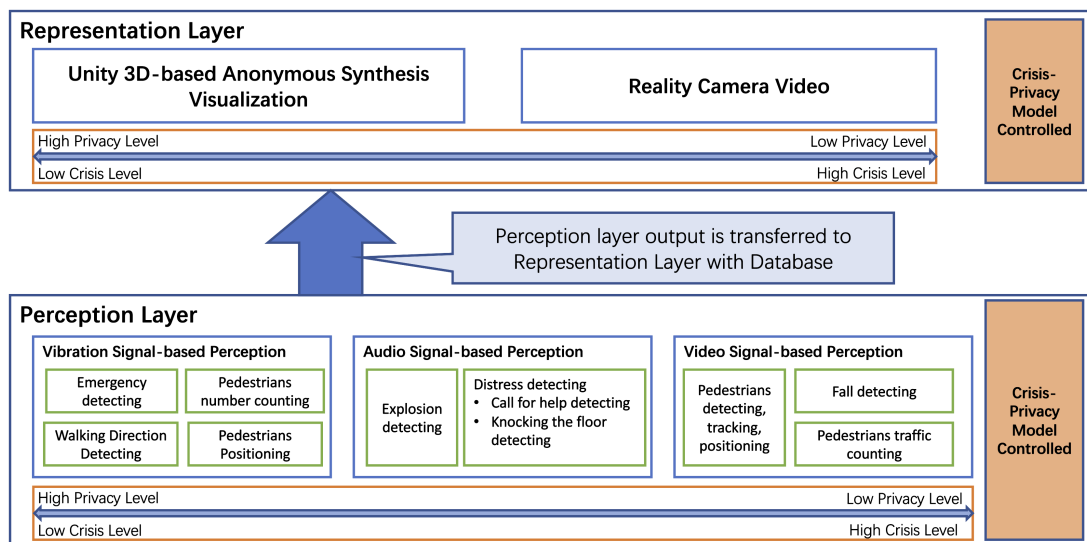 Representation Layer
Unity 3D-based Anonymous Synthesis
Visualization
Reality Camera Video
High Privacy Level
Low Privacy Level
Low Crisis Level
High Crisis Level
Crisis-
Privacy
Model
Controlled
Perception layer output is transferred to
Representation Layer with Database
Perception Layer
Vibration Signal-based Perception
Emergency
detecting
Pedestrians
number counting
Walking Direction
Detecting
Pedestrians
Positioning
Audio Signal-based Perception
Explosion
detecting
Distress detecting
• Call for help detecting
• Knocking the floor
detecting
Video Signal-based Perception
Pedestrians
detecting,
tracking,
positioning
Fall detecting
Pedestrians traffic
counting
High Privacy Level
Low Privacy Level
Low Crisis Level
High Crisis Level
Crisis-
Privacy
Model
Controlled